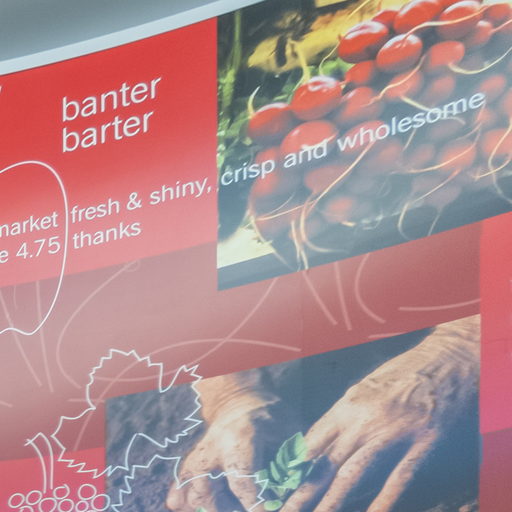 banter
barter
market fresh & shiny, crisp and wholesome
4.75 thanks